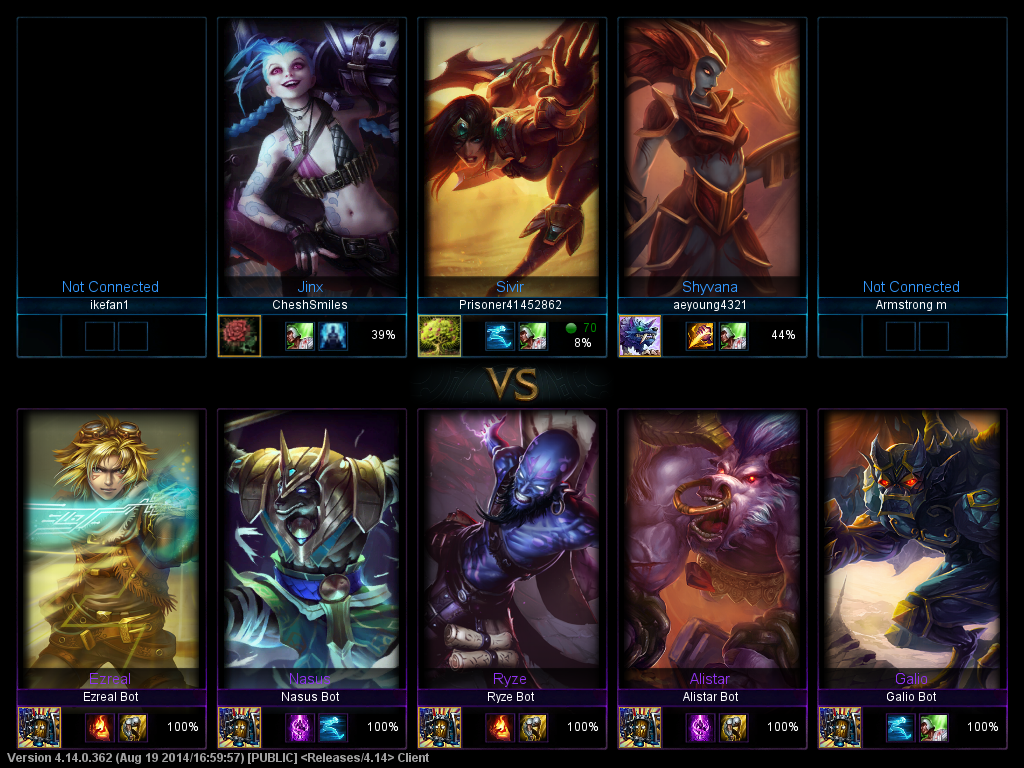 Not Connected
ikefan1
Jinx
CheshSmiles
39%
Sivir
Prisoner41452862
70
8%
Shyvana
aeyoung4321
44%
Not Connected
Armstrong m
VS
Ezreal
Ezreal Bot
100%
Nasus
Nasus Bot
100%
Ryze
Ryze Bot
100%
Alistar
Alistar Bot
100%
Galio
Galio Bot
100%
Version 4.14.0.362 (Aug 19 2014/16:59:57) [PUBLIC] <Releases/4.14> Client